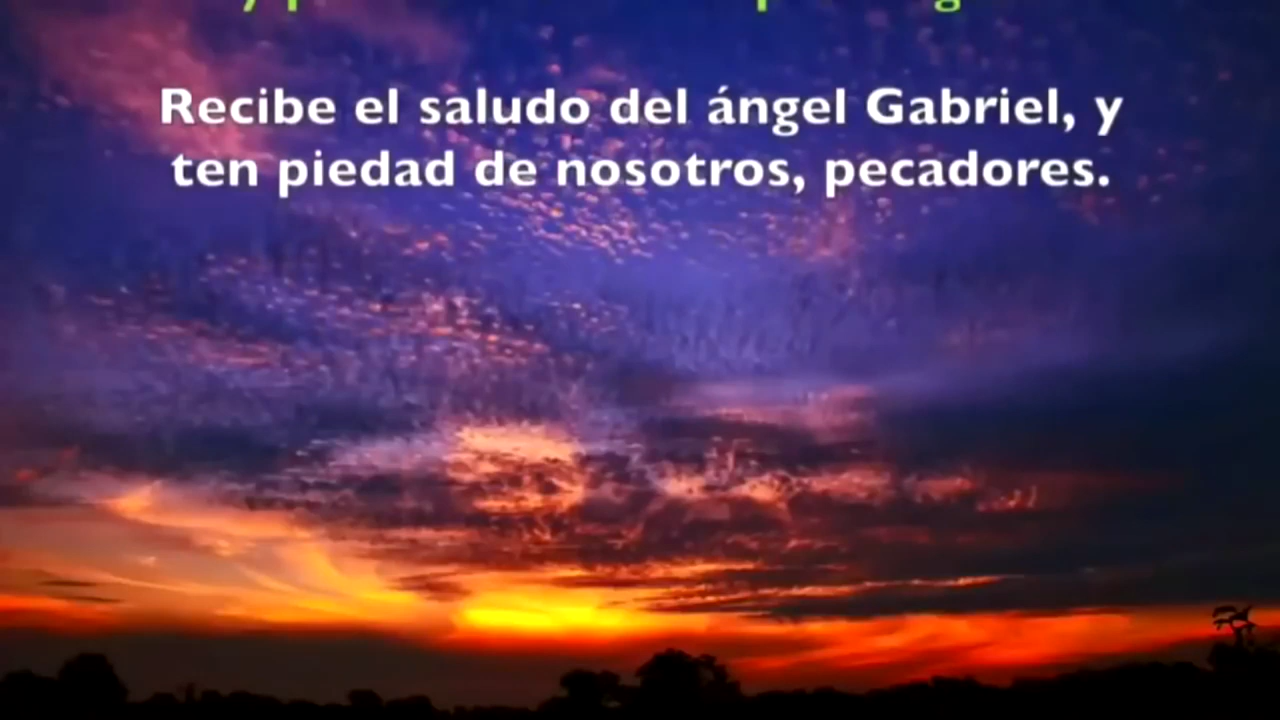 Recibe el saludo del ángel Gabriel, y
ten piedad de nosotros, pecadores.